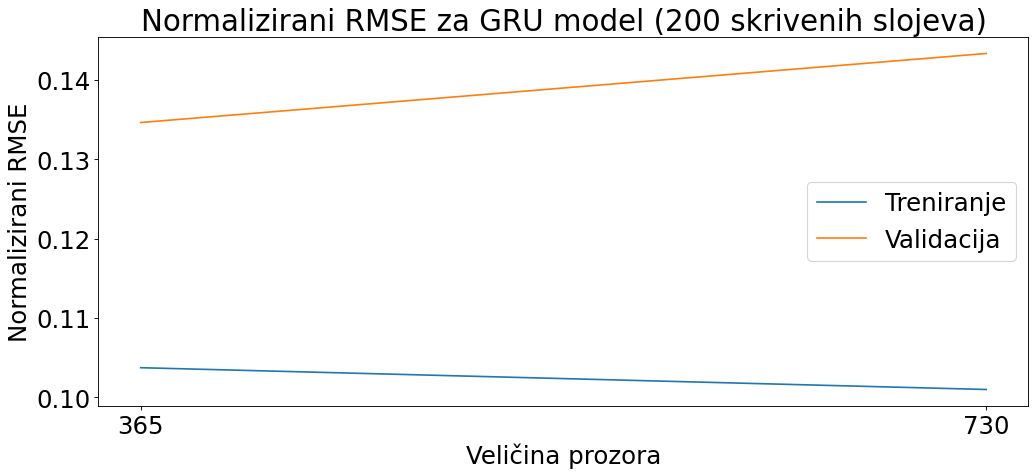 Normalizirani RMSE za GRU model (200 skrivenih slojeva)
Normalizirani RMSE
0.14
0.13
0.12
0.11
0.10
Treniranje
Validacija
365
730
Veličina prozora